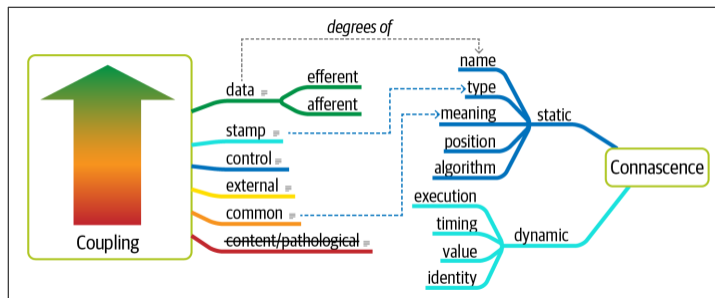 degrees of
data
efferent
afferent
stamp
control
external
common
content/pathological
Coupling
name
type
meaning
position
algorithm
static
execution
timing
value
identity
dynamic
Connascence